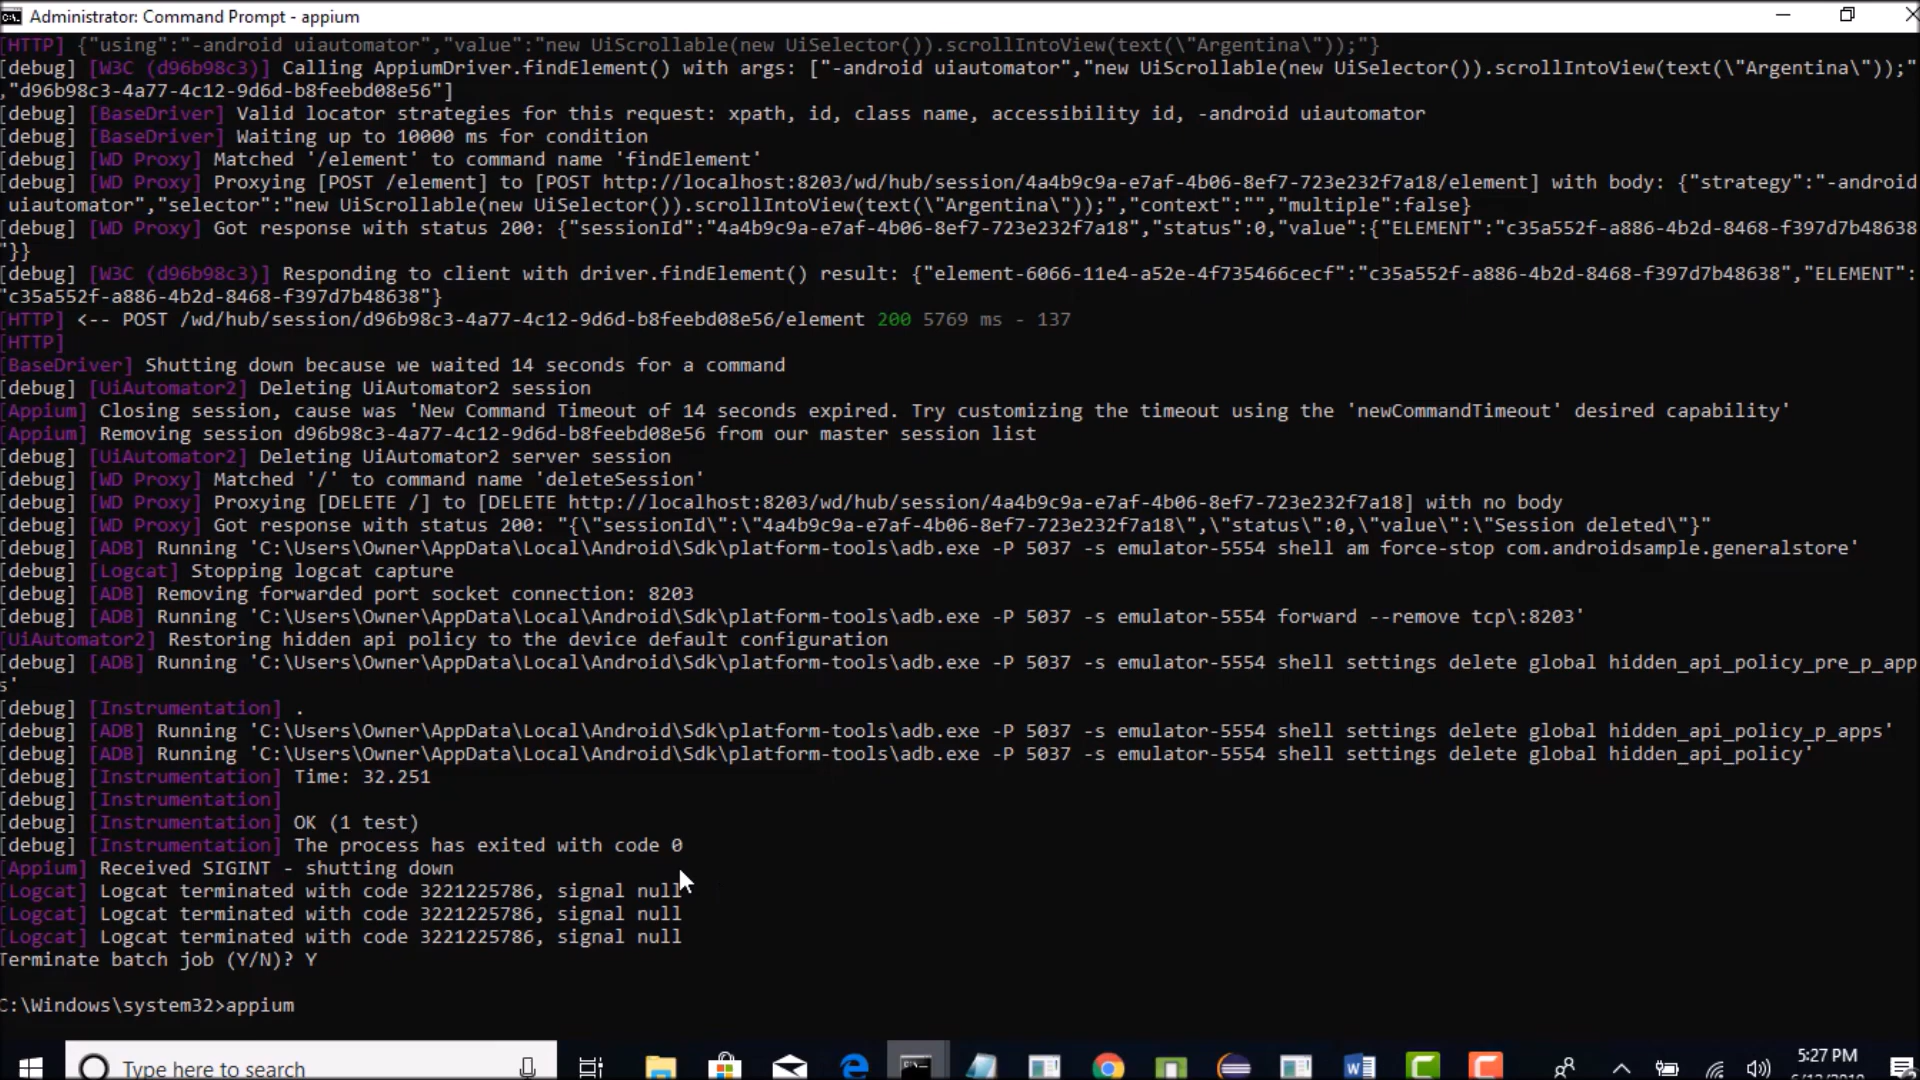 Administrator: Command Prompt - appium
[HTTP] {"using":"-android uiautomator","value":"new UiScrollable(new UiSelector()).scrollIntoView(text(\"Argentina\"));"}
[debug] [W3C (d96b98c3)] Calling AppiumDriver.findElement() with args: ["-android uiautomator","new UiScrollable(new UiSelector()).scrollIntoView(text(\"Argentina\"));"
,"d96b98c3-4a77-4c12-9d6d-b8feebd08e56"]
[debug] [BaseDriver] Valid locator strategies for this request: xpath, id, class name, accessibility id, -android uiautomator
[debug] [BaseDriver] Waiting up to 10000 ms for condition
[debug] [WD Proxy] Matched '/element' to command name 'findElement'
[debug] [WD Proxy] Proxying [POST /element] to [POST http://localhost:8203/wd/hub/session/4a4b9c9a-e7af-4b06-8ef7-723e232f7a18/element] with body: {"strategy":"-android
uiautomator","selector":"new UiScrollable(new UiSelector()).scrollIntoView(text(\"Argentina\"));","context":"","multiple":false}
[debug] [WD Proxy] Got response with status 200: {"sessionId":"4a4b9c9a-e7af-4b06-8ef7-723e232f7a18","status":0,"value":{"ELEMENT":"c35a552f-a886-4b2d-8468-f397d7b48638
"}}
[debug] [W3C (d96b98c3)] Responding to client with driver.findElement() result: {"element-6066-11e4-a52e-4f735466cecf":"c35a552f-a886-4b2d-8468-f397d7b48638","ELEMENT":
"c35a552f-a886-4b2d-8468-f397d7b48638"}
[HTTP] <-- POST /wd/hub/session/d96b98c3-4a77-4c12-9d6d-b8feebd08e56/element 200 5769 ms - 137
[HTTP]
[BaseDriver] Shutting down because we waited 14 seconds for a command
[debug] [UiAutomator2] Deleting UiAutomator2 session
[Appium] Closing session, cause was 'New Command Timeout of 14 seconds expired. Try customizing the timeout using the 'newCommandTimeout' desired capability'
[Appium] Removing session d96b98c3-4a77-4c12-9d6d-b8feebd08e56 from our master session list
[debug] [UiAutomator2] Deleting UiAutomator2 server session
[debug] [WD Proxy] Matched '/' to command name 'deleteSession'
[debug] [WD Proxy] Proxying [DELETE /] to [DELETE http://localhost:8203/wd/hub/session/4a4b9c9a-e7af-4b06-8ef7-723e232f7a18] with no body
[debug] [WD Proxy] Got response with status 200: "{\"sessionId\":\"4a4b9c9a-e7af-4b06-8ef7-723e232f7a18\",\"status\":0,\"value\":\"Session deleted\"}"
[debug] [ADB] Running 'C:\Users\Owner\AppData\Local\Android\Sdk\platform-tools\adb.exe -P 5037 -s emulator-5554 shell am force-stop com.androidsample.generalstore'
[debug] [Logcat] Stopping logcat capture
[debug] [ADB] Removing forwarded port socket connection: 8203
[debug] [ADB] Running 'C:\Users\Owner\AppData\Local\Android\Sdk\platform-tools\adb.exe -P 5037 -s emulator-5554 forward --remove tcp\:8203'
[UiAutomator2] Restoring hidden api policy to the device default configuration
[debug] [ADB] Running 'C:\Users\Owner\AppData\Local\Android\Sdk\platform-tools\adb.exe -P 5037 -s emulator-5554 shell settings delete global hidden_api_policy_pre_p_app
s'
[debug] [Instrumentation] .
[debug] [ADB] Running 'C:\Users\Owner\AppData\Local\Android\Sdk\platform-tools\adb.exe -P 5037 -s emulator-5554 shell settings delete global hidden_api_policy_p_apps'
[debug] [ADB] Running 'C:\Users\Owner\AppData\Local\Android\Sdk\platform-tools\adb.exe -P 5037 -s emulator-5554 shell settings delete global hidden_api_policy'
[debug] [Instrumentation] Time: 32.251
[debug] [Instrumentation]
[debug] [Instrumentation] OK (1 test)
[debug] [Instrumentation] The process has exited with code 0
[Appium] Received SIGINT - shutting down
[Logcat] Logcat terminated with code 3221225786, signal null
[Logcat] Logcat terminated with code 3221225786, signal null
[Logcat] Logcat terminated with code 3221225786, signal null
Terminate batch job (Y/N)? Y
C:\Windows\system32>appium
Type here to search
5:27 PM